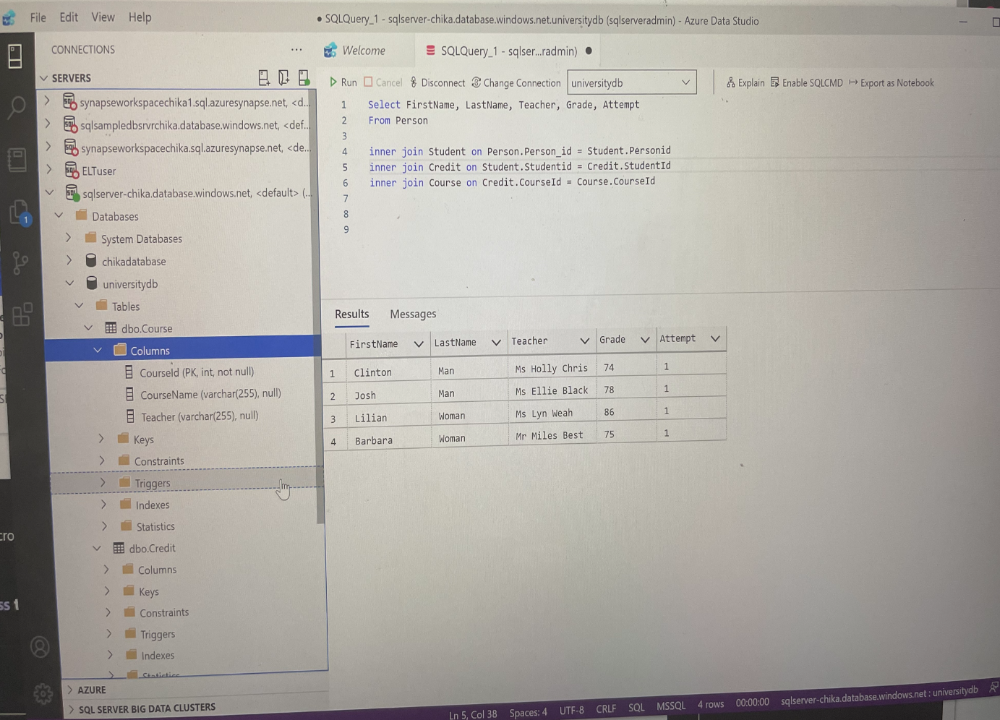 File Edit View Help
● SQLQuery_1 - sqlserver-chika.database.windows.net.universitydb (sqlserveradmin) - Azure Data Studio
CONNECTIONS
Welcome
SQLQuery_1 - sqlser...radmin) ●
SERVERS
Run Cancel Disconnect Change Connection universitydb Explain Enable SQLCMD Export as Notebook
synapseworkspacechika1.sql.azuresynapse.net, <d...
sqlsampledbsrvrchika.database.windows.net, <def...
synapseworkspacechika.sql.azuresynapse.net, <de...
ELTuser
sqlserver-chika.database.windows.net, <default> (...
Databases
System Databases
chikadatabase
universitydb
Tables
dbo.Course
Columns
CourseId (PK, int, not null)
CourseName (varchar(255), null)
Teacher (varchar(255), null)
Keys
Constraints
Triggers
Indexes
Statistics
dbo.Credit
Columns
Keys
Constraints
Triggers
Indexes
Statistics
AZURE
SQL SERVER BIG DATA CLUSTERS
1 Select FirstName, LastName, Teacher, Grade, Attempt
2 From Person
3
4 inner join Student on Person.Person_id = Student.Personid
5 inner join Credit on Student.Studentid = Credit.StudentId
6 inner join Course on Credit.CourseId = Course.CourseId
7
8
9
Results Messages
FirstName LastName Teacher Grade Attempt
1 Clinton Man Ms Holly Chris 74 1
2 Josh Man Ms Ellie Black 78 1
3 Lilian Woman Ms Lyn Weah 86 1
4 Barbara Woman Mr Miles Best 75 1
1
cro
ss 1
Ln 5, Col 38 Spaces: 4 UTF-8 CRLF SQL MSSQL 4 rows 00:00:00 sqlserver-chika.database.windows.net : universitydb